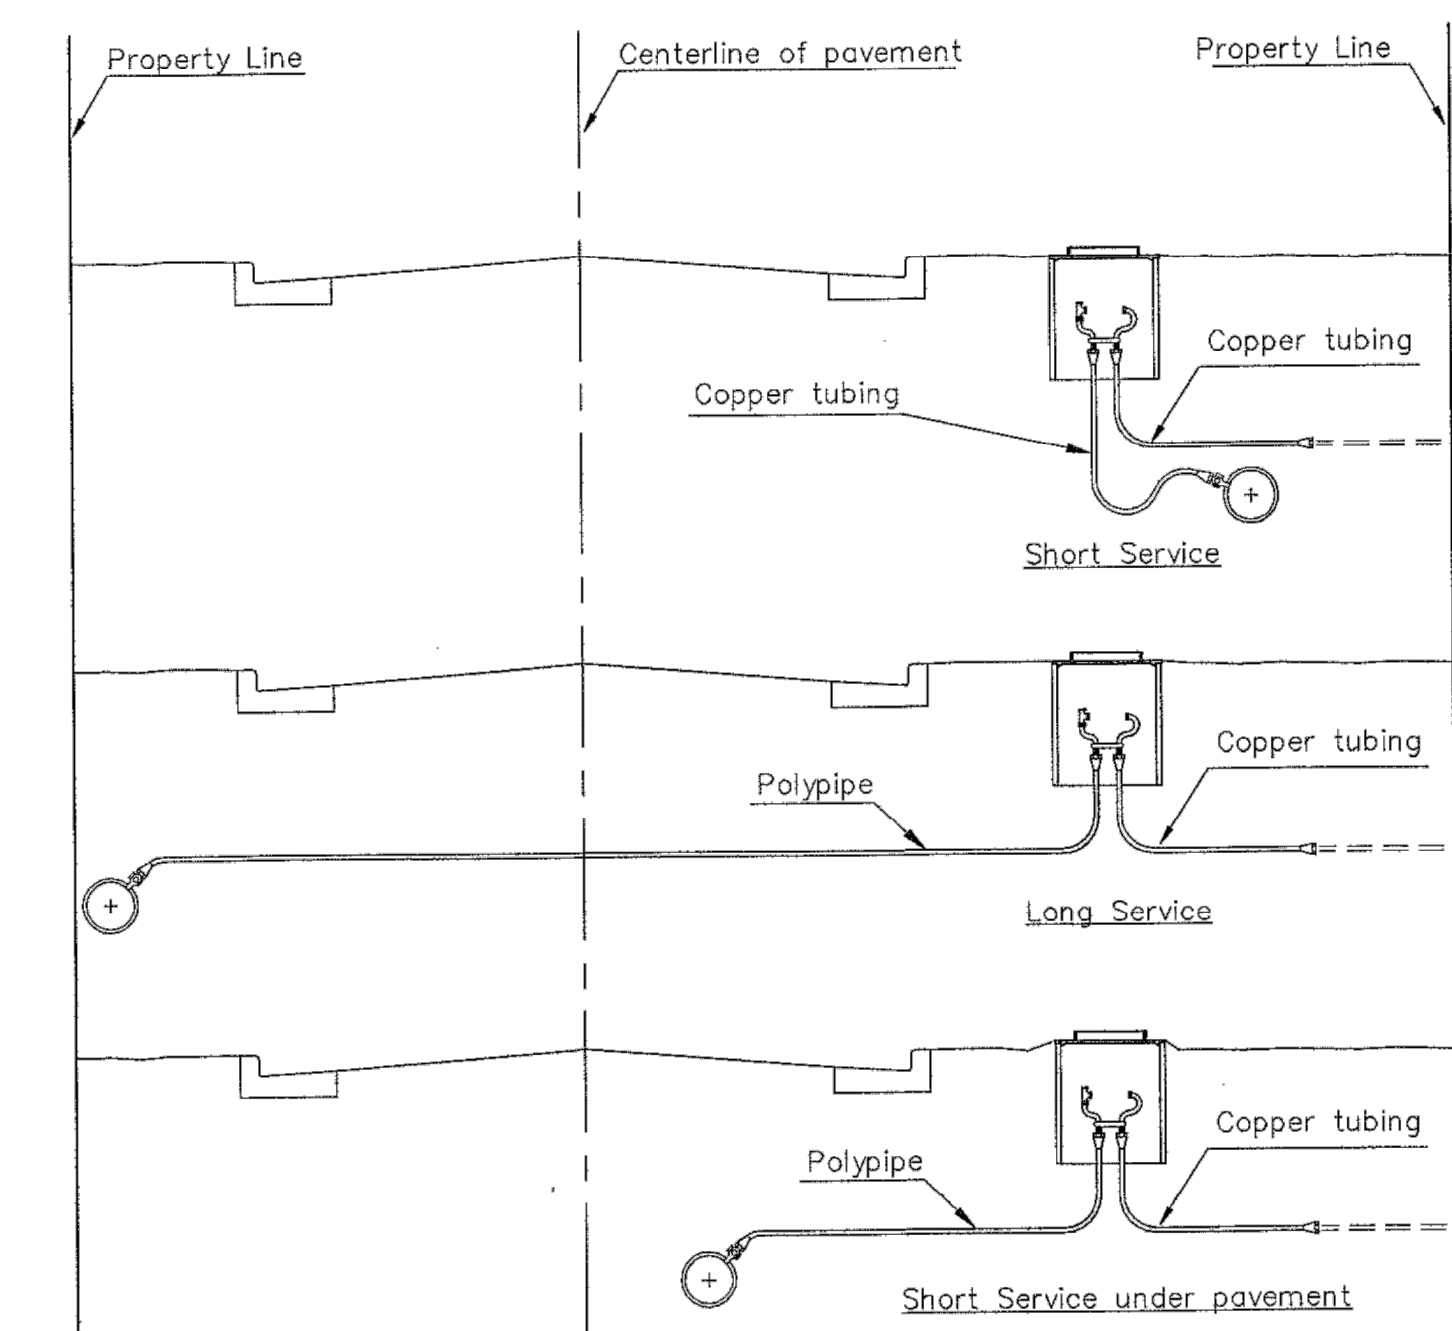 Property Line
Centerline of pavement
Property Line
Copper tubing
Copper tubing
Short Service
Copper tubing
Polypipe
Long Service
Copper tubing
Polypipe
Short Service under pavement